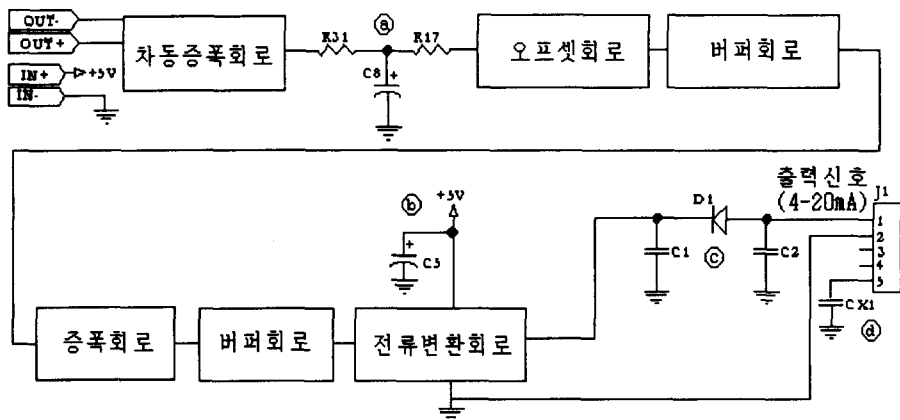 OUT-
OUT+
IN+
+5V
IN-
차동증폭회로
R31
ⓐ
R17
C8
+
오프셋회로
버퍼회로
출력신호
(4-20mA)
J1
1
2
3
4
5
ⓑ
+5V
+
C5
D1
C1
ⓒ
C2
CX1
ⓓ
증폭회로
버퍼회로
전류변환회로